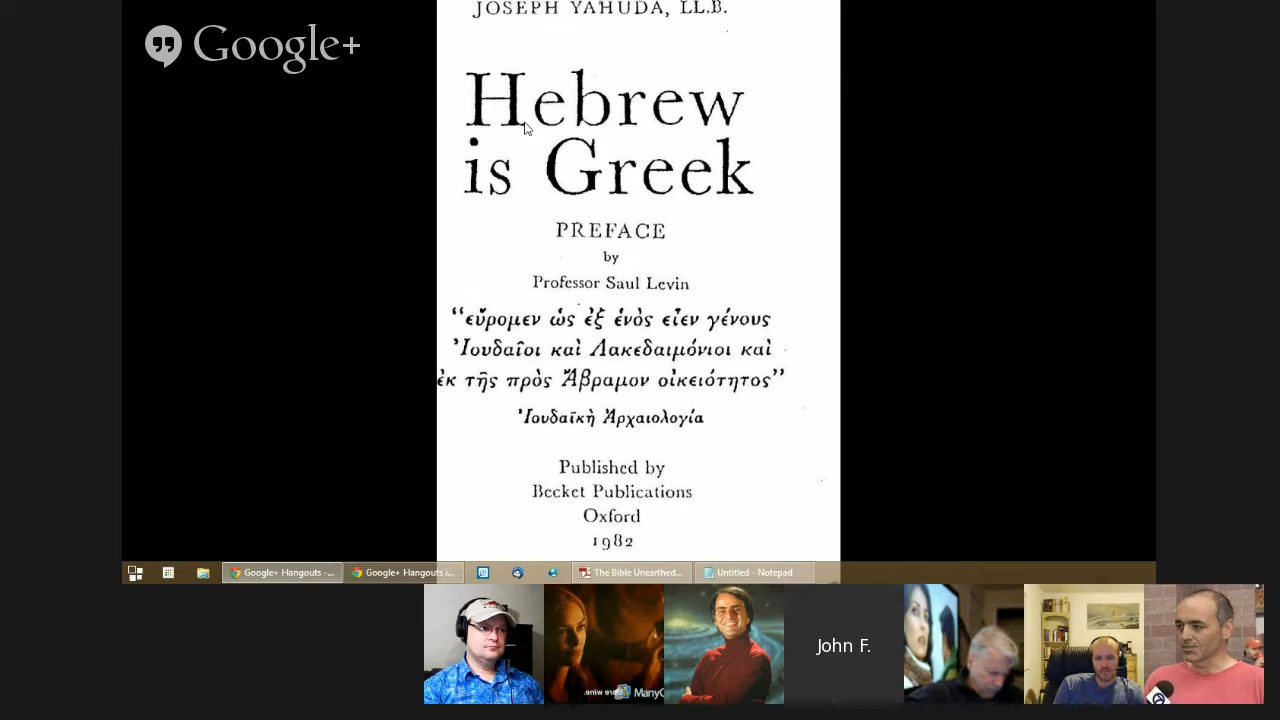 Google+
JOSEPH YAHUDA, LL.B.
Hebrew
is Greek
PREFACE
by
Professor Saul Levin
“εὕρομεν ὡς ἐξ ἑνὸς εἶεν γένους
Ἰουδαῖοι καὶ Λακεδαιμόνιοι καὶ
ἐκ τῆς πρὸς Ἄβραμον οἰκειότητος”
Ἰουδαϊκὴ Ἀρχαιολογία
Published by
Becket Publications
Oxford
1982
Google+ Hangouts -...
Google+ Hangouts i...
The Bible Unearthed...
Untitled - Notepad
John F.
ManyC